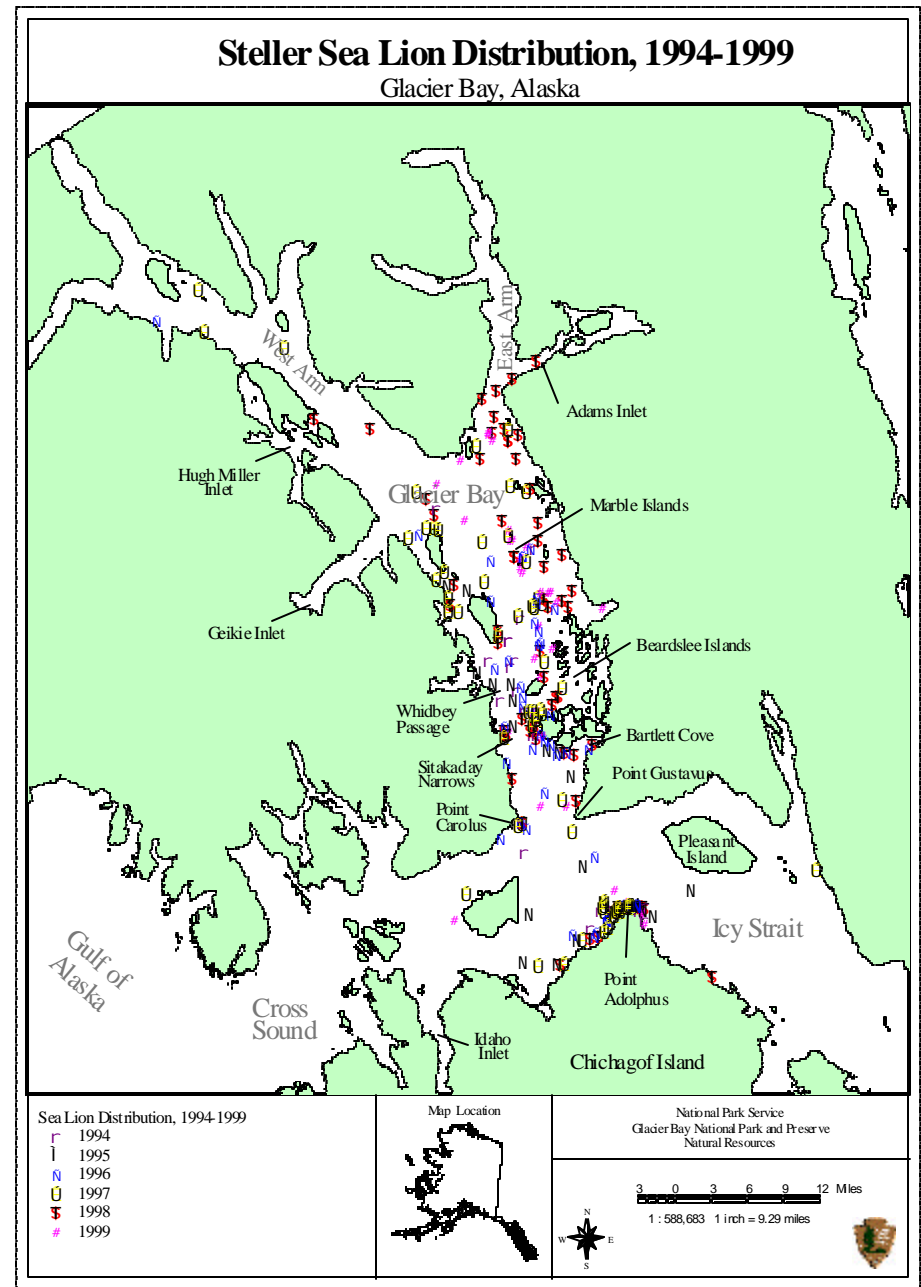 Steller Sea Lion Distribution, 1994-1999
Glacier Bay, Alaska
West Arm
East Arm
Adams Inlet
Hugh Miller
Inlet
Glacier Bay
Marble Islands
Geikie Inlet
Beardslee Islands
Whidbey
Passage
Bartlett Cove
Sitakaday
Narrows
Point Gustavus
Point
Carolus
Pleasant
Island
Icy Strait
Gulf of
Alaska
Point
Adolphus
Cross
Sound
Idaho
Inlet
Chichagof Island
Sea Lion Distribution, 1994-1999
r 1994
Ì 1995
Ñ 1996
Ú 1997
$ 1998
# 1999
Map Location
National Park Service
Glacier Bay National Park and Preserve
Natural Resources
3 0 3 6 9 12 Miles
1 : 588,683 1 inch = 9.29 miles
N
W E
S